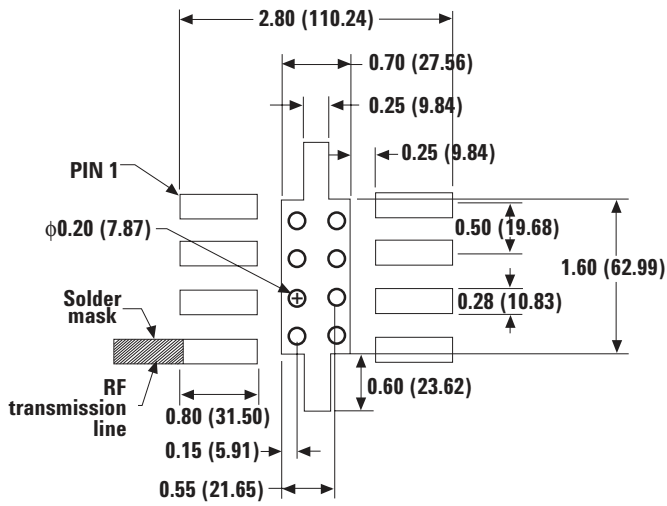 2.80 (110.24)
0.70 (27.56)
0.25 (9.84)
0.25 (9.84)
PIN 1
ϕ0.20 (7.87)
0.50 (19.68)
1.60 (62.99)
0.28 (10.83)
Solder
mask
RF
transmission
line
0.60 (23.62)
0.80 (31.50)
0.15 (5.91)
0.55 (21.65)